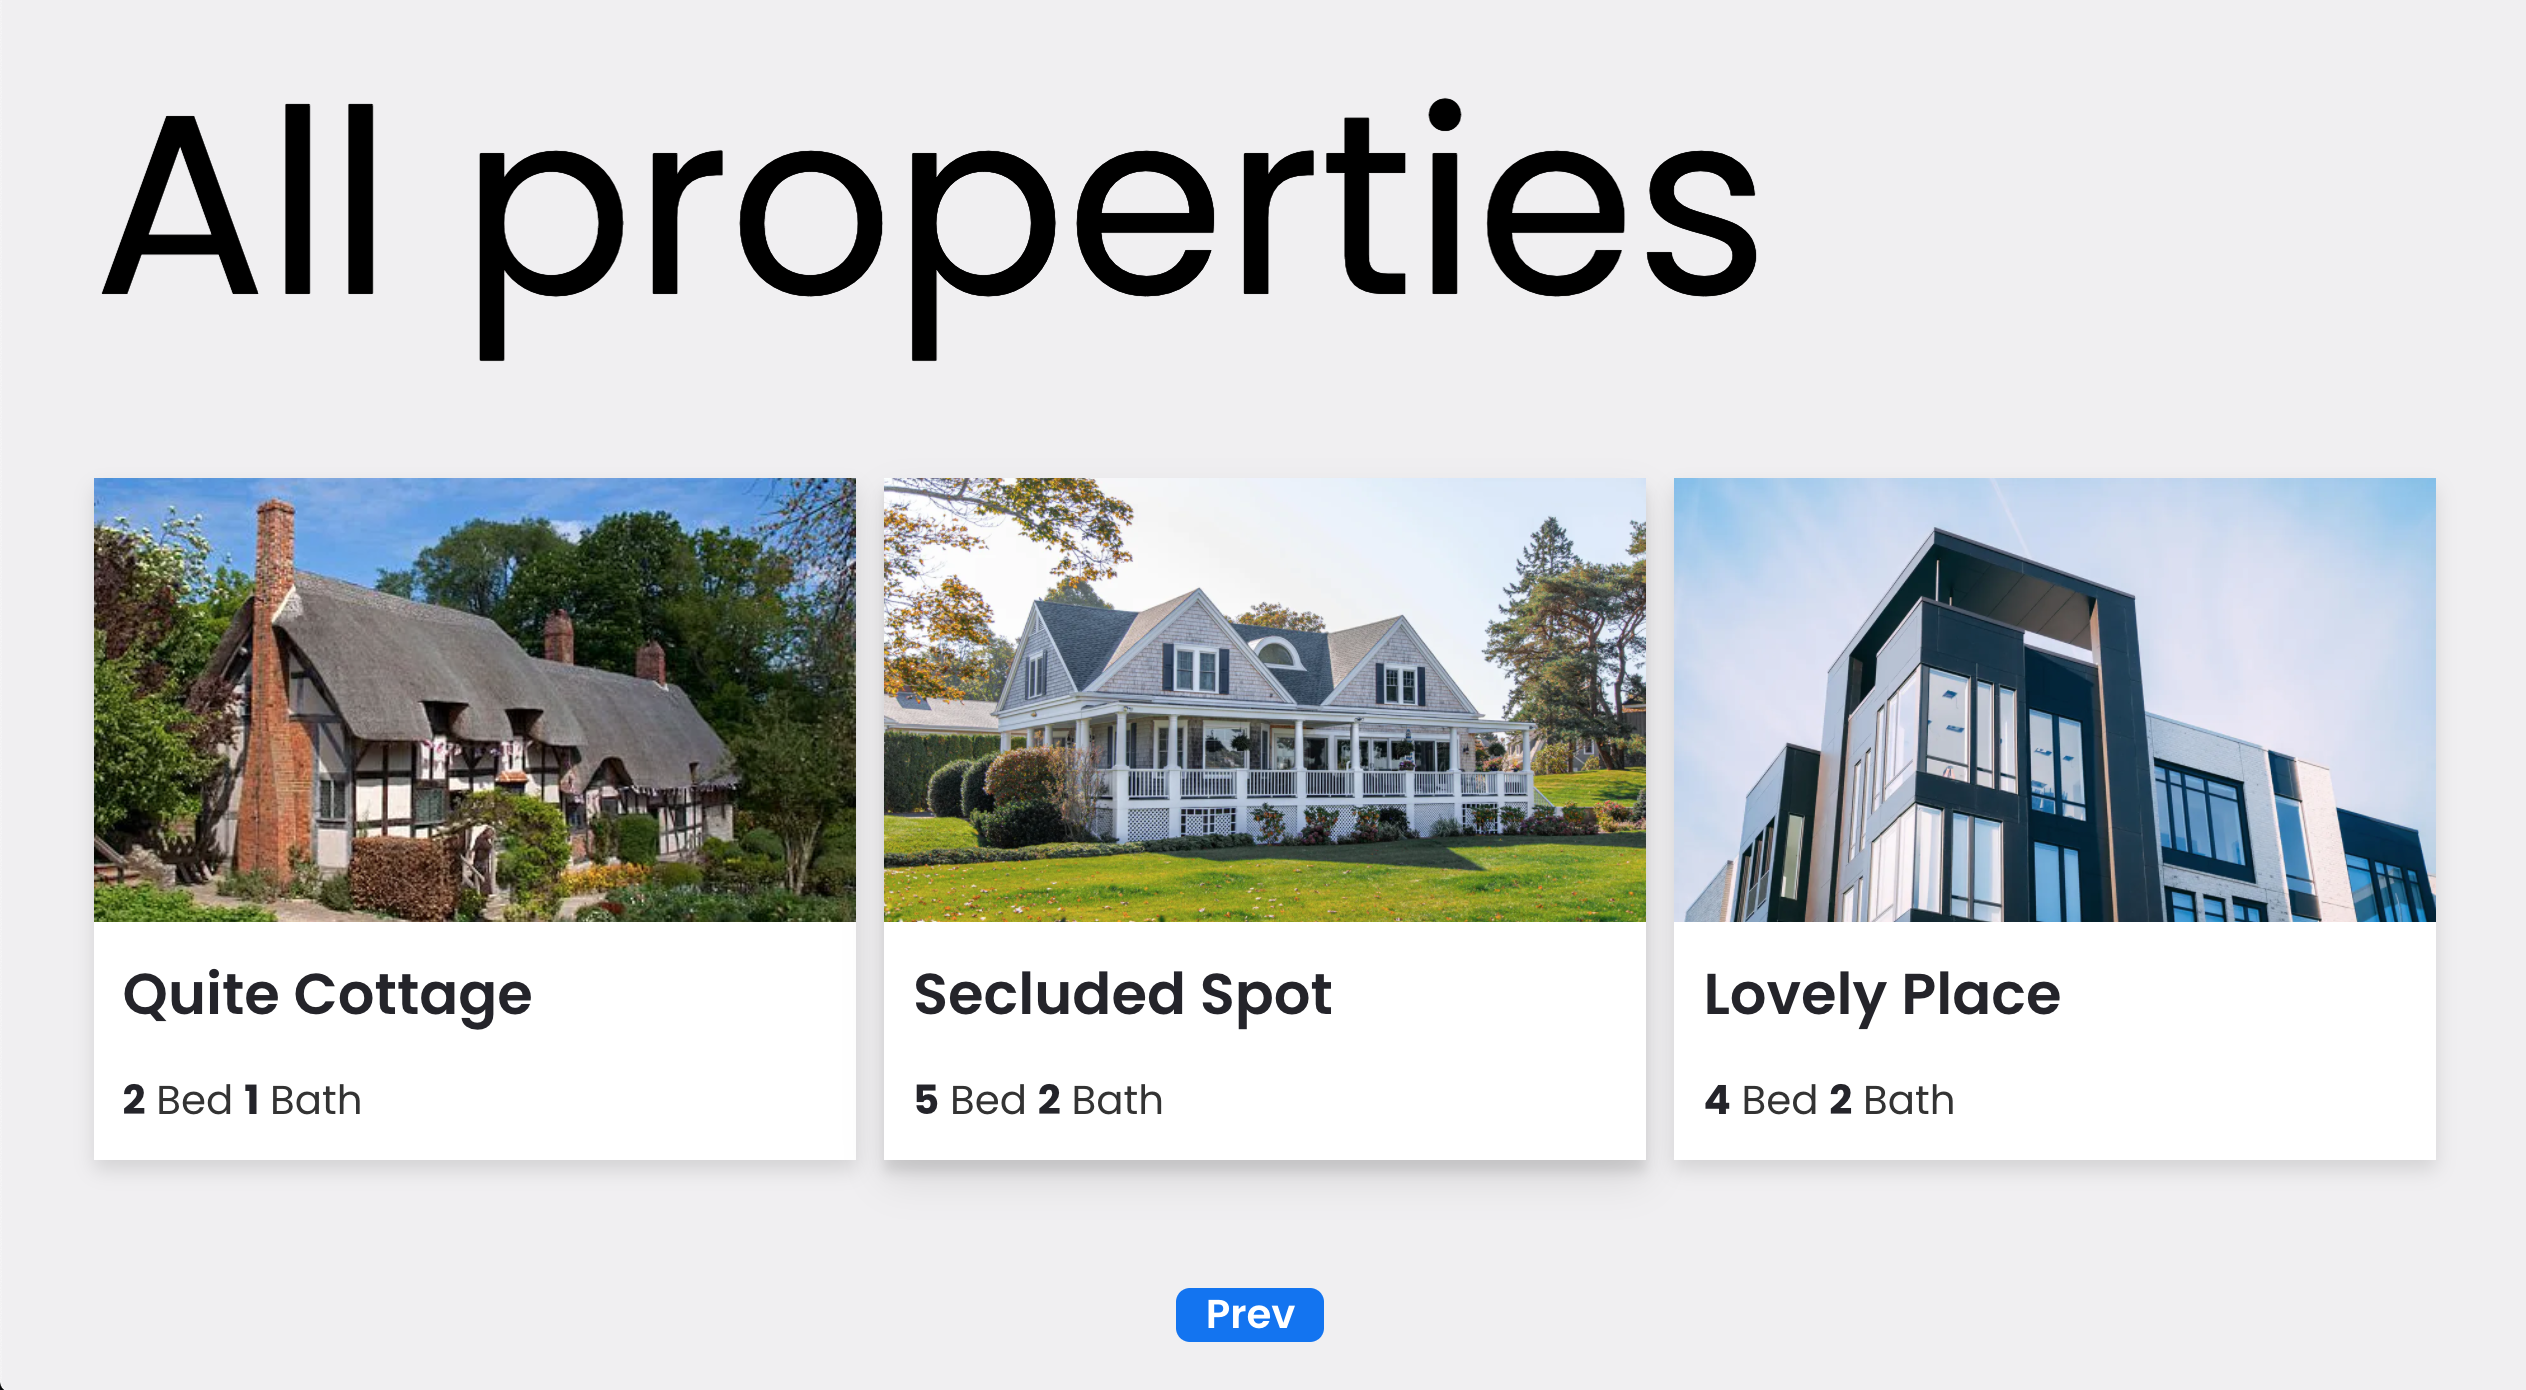 All properties
Quite Cottage
2 Bed 1 Bath
Secluded Spot
5 Bed 2 Bath
Lovely Place
4 Bed 2 Bath
Prev